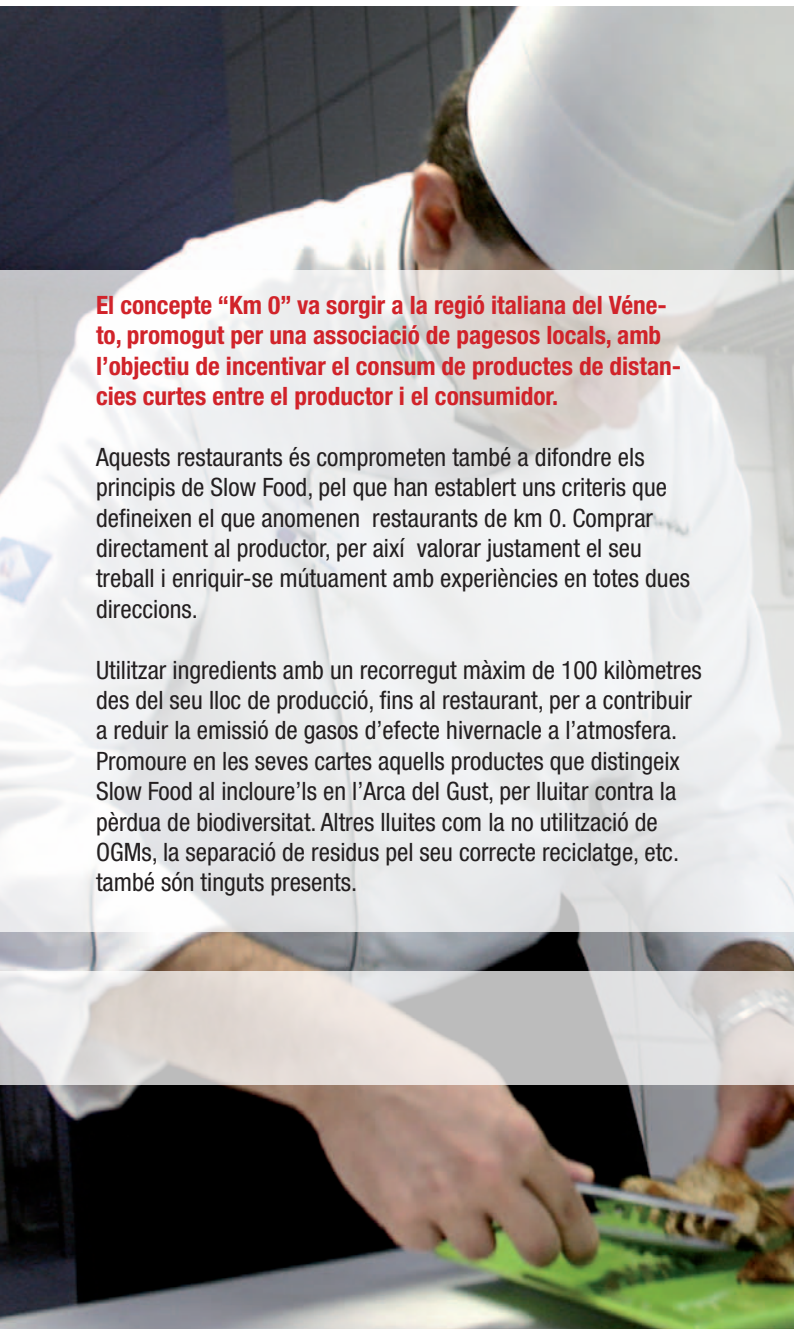 El concepte “Km 0” va sorgir a la regió italiana del Véne-
to, promogut per una associació de pagesos locals, amb
l’objectiu de incentivar el consum de productes de distan-
cies curtes entre el productor i el consumidor.
Aquests restaurants és comprometen també a difondre els
principis de Slow Food, pel que han establert uns criteris que
defineixen el que anomenen  restaurants de km 0. Comprar
directament al productor, per així  valorar justament el seu
treball i enriquir-se mútuament amb experiències en totes dues
direccions.
Utilitzar ingredients amb un recorregut màxim de 100 kilòmetres
des del seu lloc de producció, fins al restaurant, per a contribuir
a reduir la emissió de gasos d’efecte hivernacle a l’atmosfera.
Promoure en les seves cartes aquells productes que distingeix
Slow Food al incloure’ls en l’Arca del Gust, per lluitar contra la
pèrdua de biodiversitat. Altres lluites com la no utilització de
OGMs, la separació de residus pel seu correcte reciclatge, etc.
també són tinguts presents.